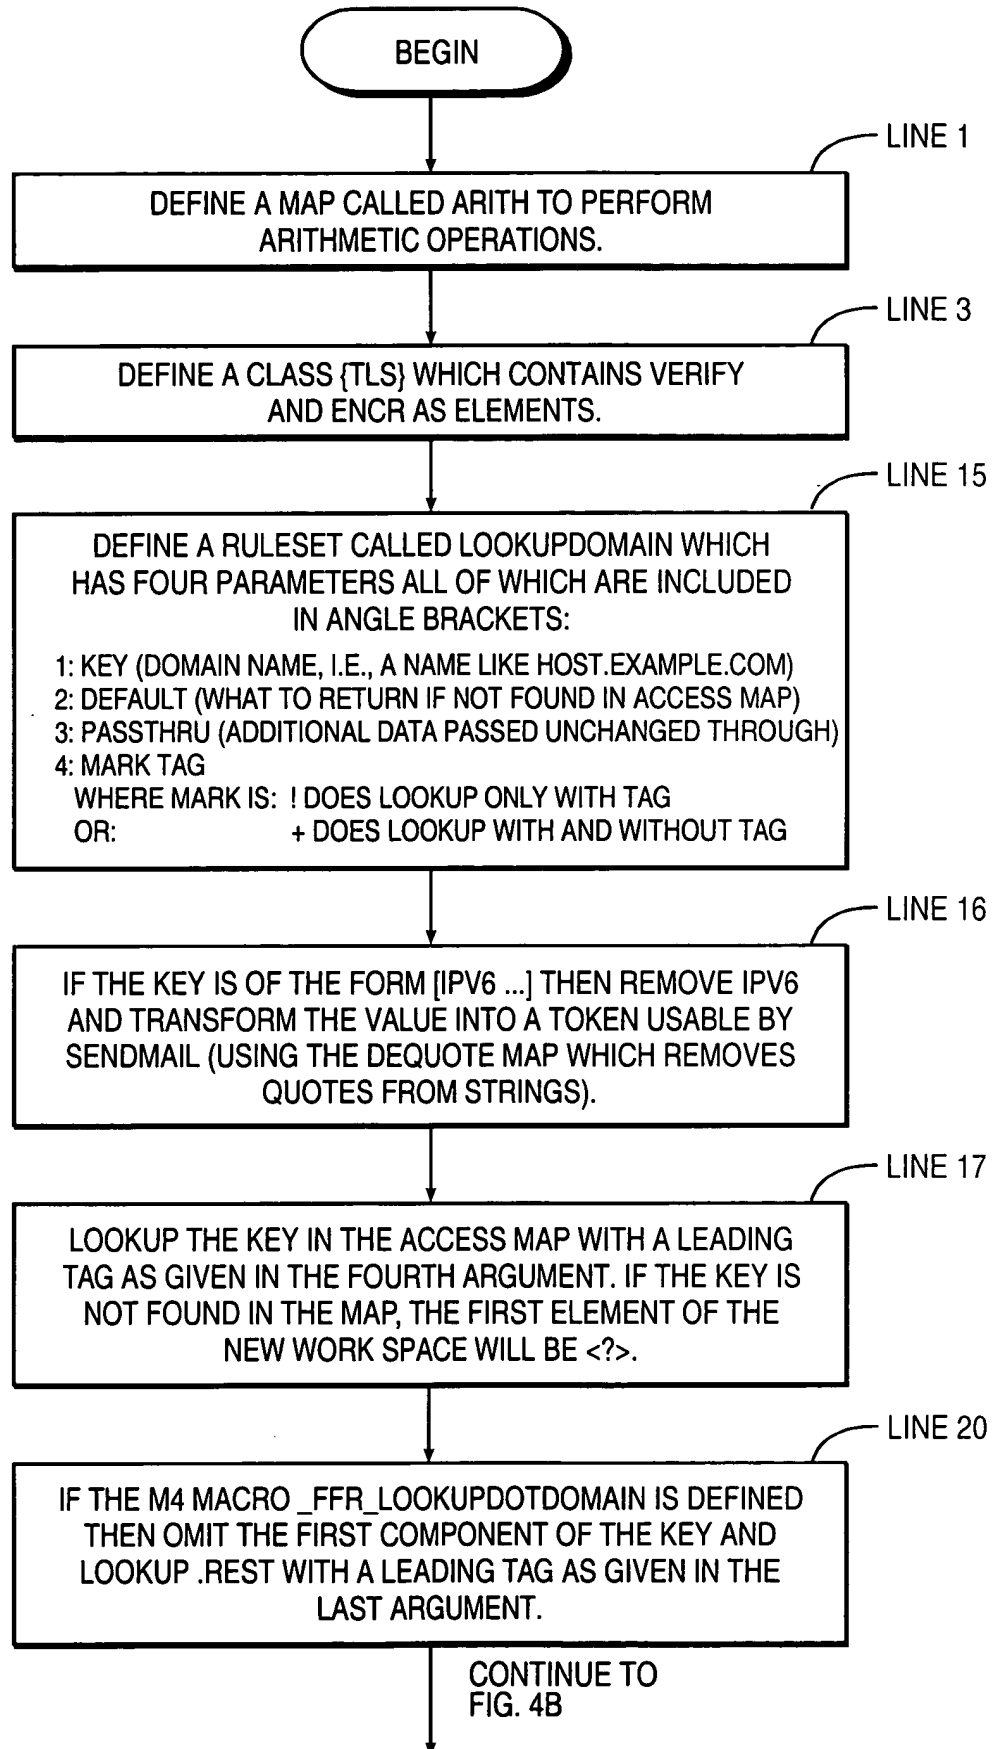 BEGIN
LINE 1
DEFINE A MAP CALLED ARITH TO PERFORM
ARITHMETIC OPERATIONS.
LINE 3
DEFINE A CLASS {TLS} WHICH CONTAINS VERIFY
AND ENCR AS ELEMENTS.
LINE 15
DEFINE A RULESET CALLED LOOKUPDOMAIN WHICH
HAS FOUR PARAMETERS ALL OF WHICH ARE INCLUDED
IN ANGLE BRACKETS:
1: KEY (DOMAIN NAME, I.E., A NAME LIKE HOST.EXAMPLE.COM)
2: DEFAULT (WHAT TO RETURN IF NOT FOUND IN ACCESS MAP)
3: PASSTHRU (ADDITIONAL DATA PASSED UNCHANGED THROUGH)
4: MARK TAG
WHERE MARK IS: ! DOES LOOKUP ONLY WITH TAG
OR: + DOES LOOKUP WITH AND WITHOUT TAG
LINE 16
IF THE KEY IS OF THE FORM [IPV6 ...] THEN REMOVE IPV6
AND TRANSFORM THE VALUE INTO A TOKEN USABLE BY
SENDMAIL (USING THE DEQUOTE MAP WHICH REMOVES
QUOTES FROM STRINGS).
LINE 17
LOOKUP THE KEY IN THE ACCESS MAP WITH A LEADING
TAG AS GIVEN IN THE FOURTH ARGUMENT. IF THE KEY IS
NOT FOUND IN THE MAP, THE FIRST ELEMENT OF THE
NEW WORK SPACE WILL BE <?>.
LINE 20
IF THE M4 MACRO _FFR_LOOKUPDOTDOMAIN IS DEFINED
THEN OMIT THE FIRST COMPONENT OF THE KEY AND
LOOKUP .REST WITH A LEADING TAG AS GIVEN IN THE
LAST ARGUMENT.
CONTINUE TO
FIG. 4B